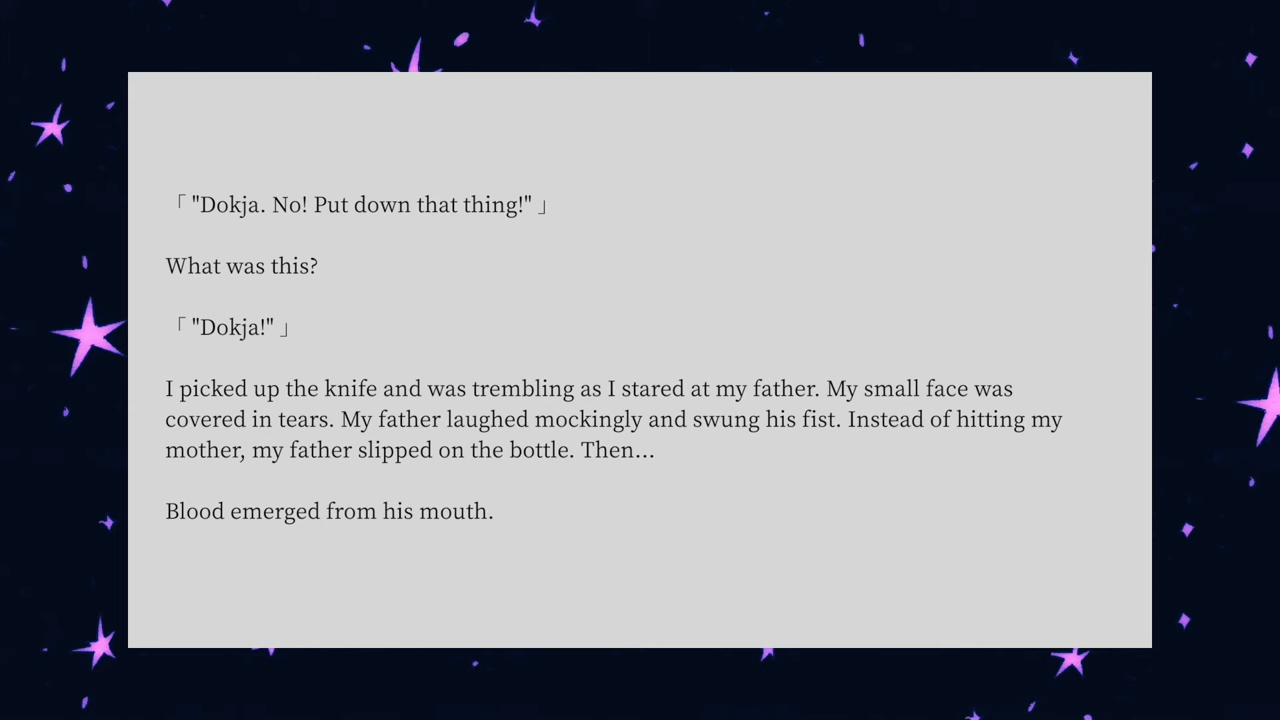 「 "Dokja. No! Put down that thing!" 」
What was this?
「 "Dokja!" 」
I picked up the knife and was trembling as I stared at my father. My small face was
covered in tears. My father laughed mockingly and swung his fist. Instead of hitting my
mother, my father slipped on the bottle. Then…
Blood emerged from his mouth.